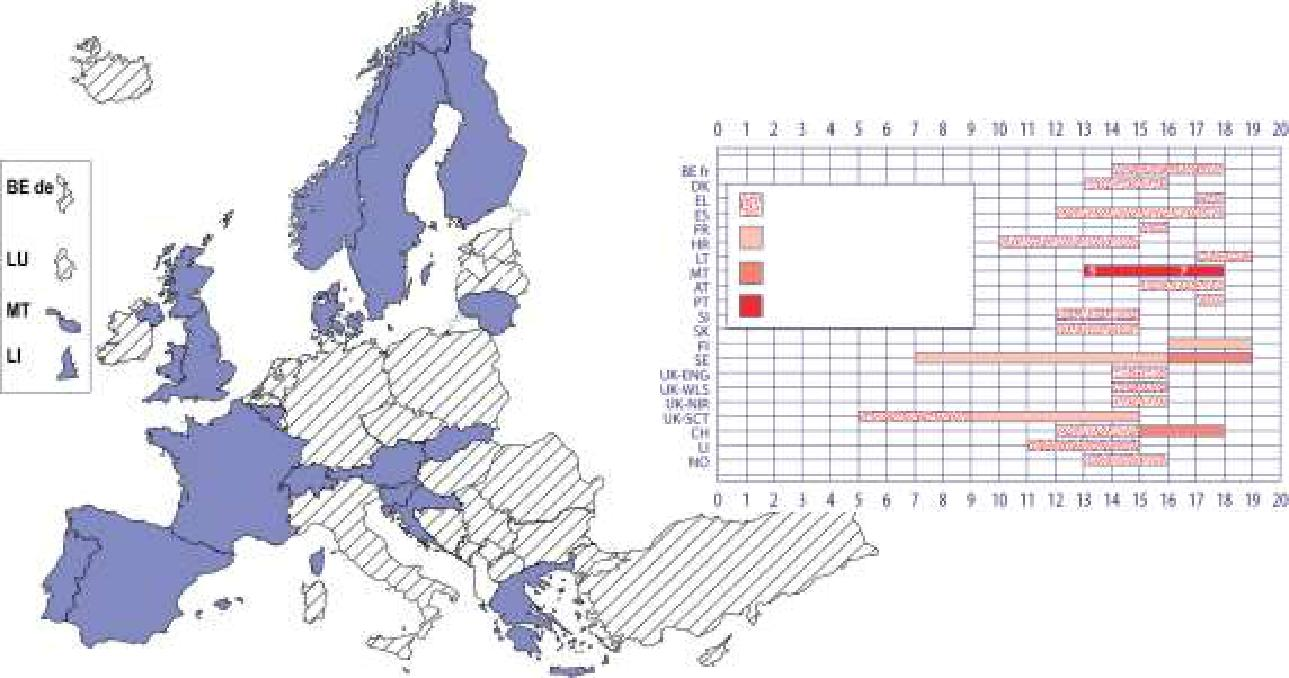 BE de
LU
MT
LI
0 1 2 3 4 5 6 7 8 9 10 11 12 13 14 15 16 17 18 19 20
BE fr
DK
EL
ES
FR
HR
LT
MT
AT
PT
SI
SK
FI
SE
UK-ENG
UK-WLS
UK-NIR
UK-SCT
CH
LI
NO
0 1 2 3 4 5 6 7 8 9 10 11 12 13 14 15 16 17 18 19 20